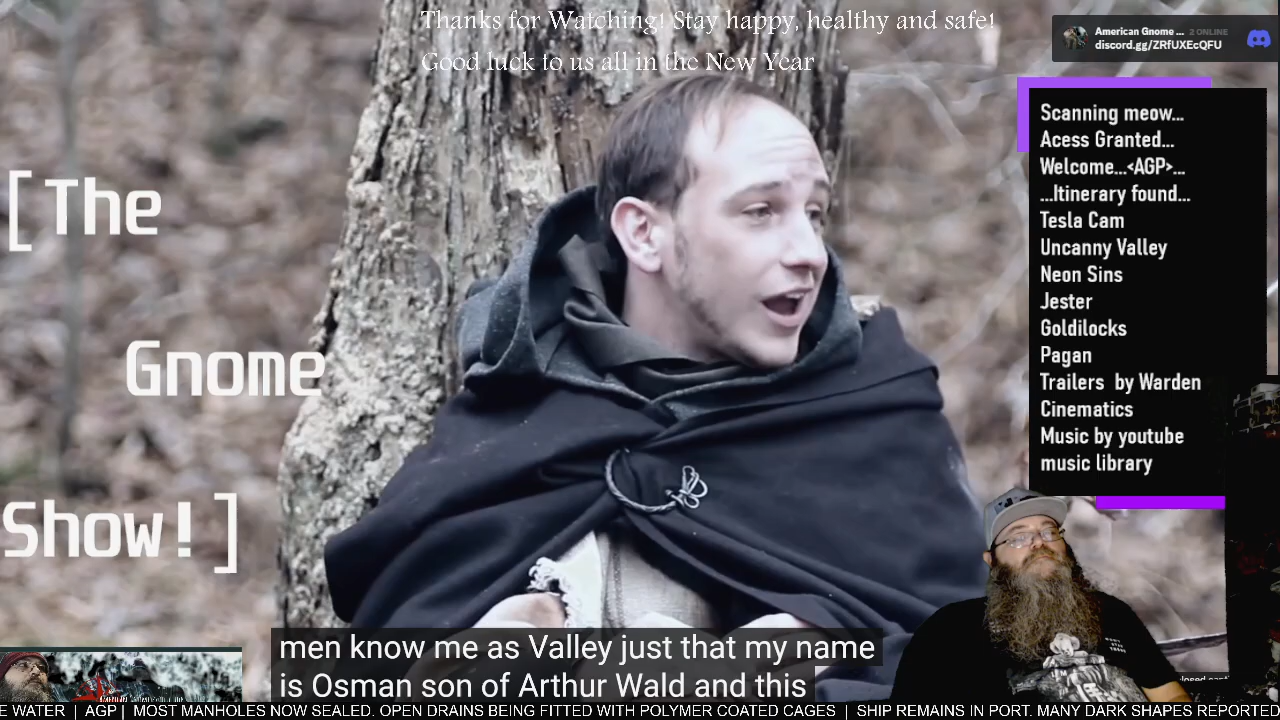 Thanks for Watching! Stay happy, healthy and safe!
Good luck to us all in the New Year
American Gnome ... 2 ONLINE
discord.gg/ZRfUXEcQFU
[The
Gnome
Show!]
Scanning meow...
Acess Granted...
Welcome...<AGP>...
...Itinerary found...
Tesla Cam
Uncanny Valley
Neon Sins
Jester
Goldilocks
Pagan
Trailers by Warden
Cinematics
Music by youtube
music library
men know me as Valley just that my name
is Osman son of Arthur Wald and this
E WATER | AGP | MOST MANHOLES NOW SEALED. OPEN DRAINS BEING FITTED WITH POLYMER COATED CAGES | SHIP REMAINS IN PORT. MANY DARK SHAPES REPORTED